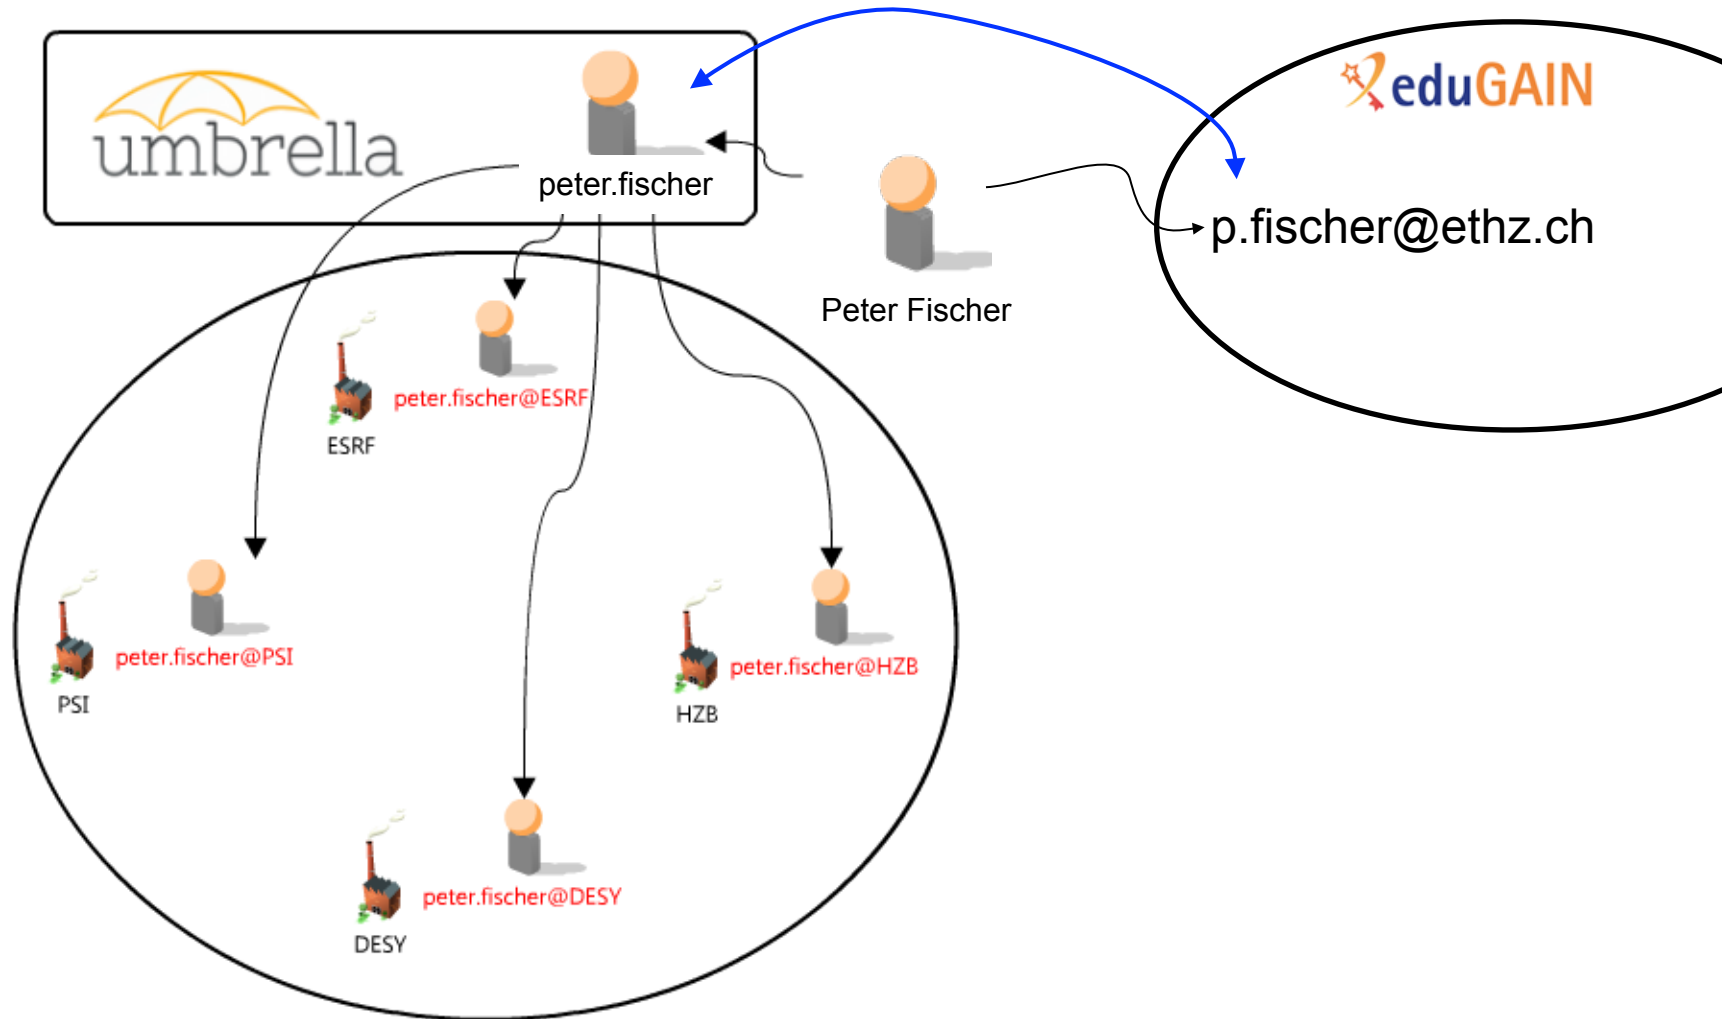 umbrella
peter.fischer
eduGAIN
p.fischer@ethz.ch
Peter Fischer
peter.fischer@ESRF
ESRF
peter.fischer@PSI
PSI
peter.fischer@HZB
HZB
peter.fischer@DESY
DESY